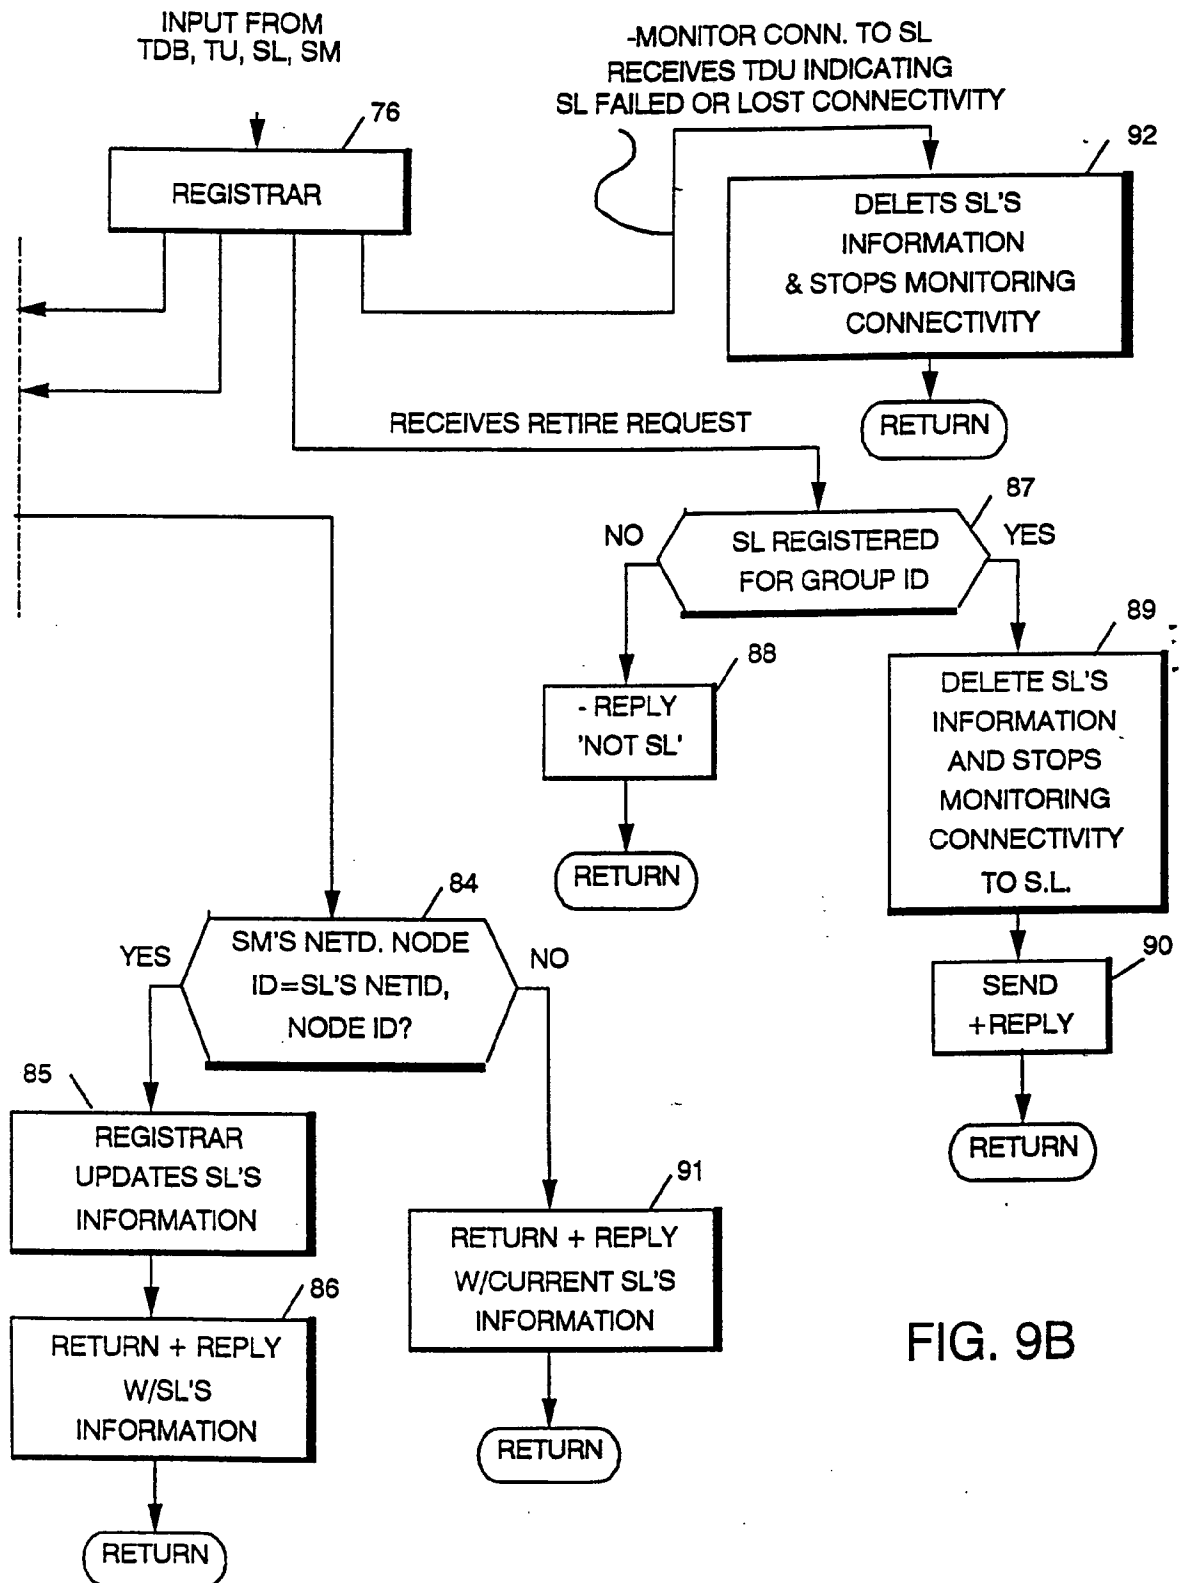 INPUT FROM
TDB, TU, SL, SM
-MONITOR CONN. TO SL
RECEIVES TDU INDICATING
SL FAILED OR LOST CONNECTIVITY
76
REGISTRAR
92
DELETS SL'S
INFORMATION
& STOPS MONITORING
CONNECTIVITY
RETURN
RECEIVES RETIRE REQUEST
87
NO
SL REGISTERED
FOR GROUP ID
YES
88
- REPLY
'NOT SL'
RETURN
89
DELETE SL'S
INFORMATION
AND STOPS
MONITORING
CONNECTIVITY
TO S.L.
90
SEND
+REPLY
RETURN
84
YES
SM'S NETD. NODE
ID=SL'S NETID,
NODE ID?
NO
85
REGISTRAR
UPDATES SL'S
INFORMATION
86
RETURN + REPLY
W/SL'S
INFORMATION
RETURN
91
RETURN + REPLY
W/CURRENT SL'S
INFORMATION
RETURN
FIG. 9B